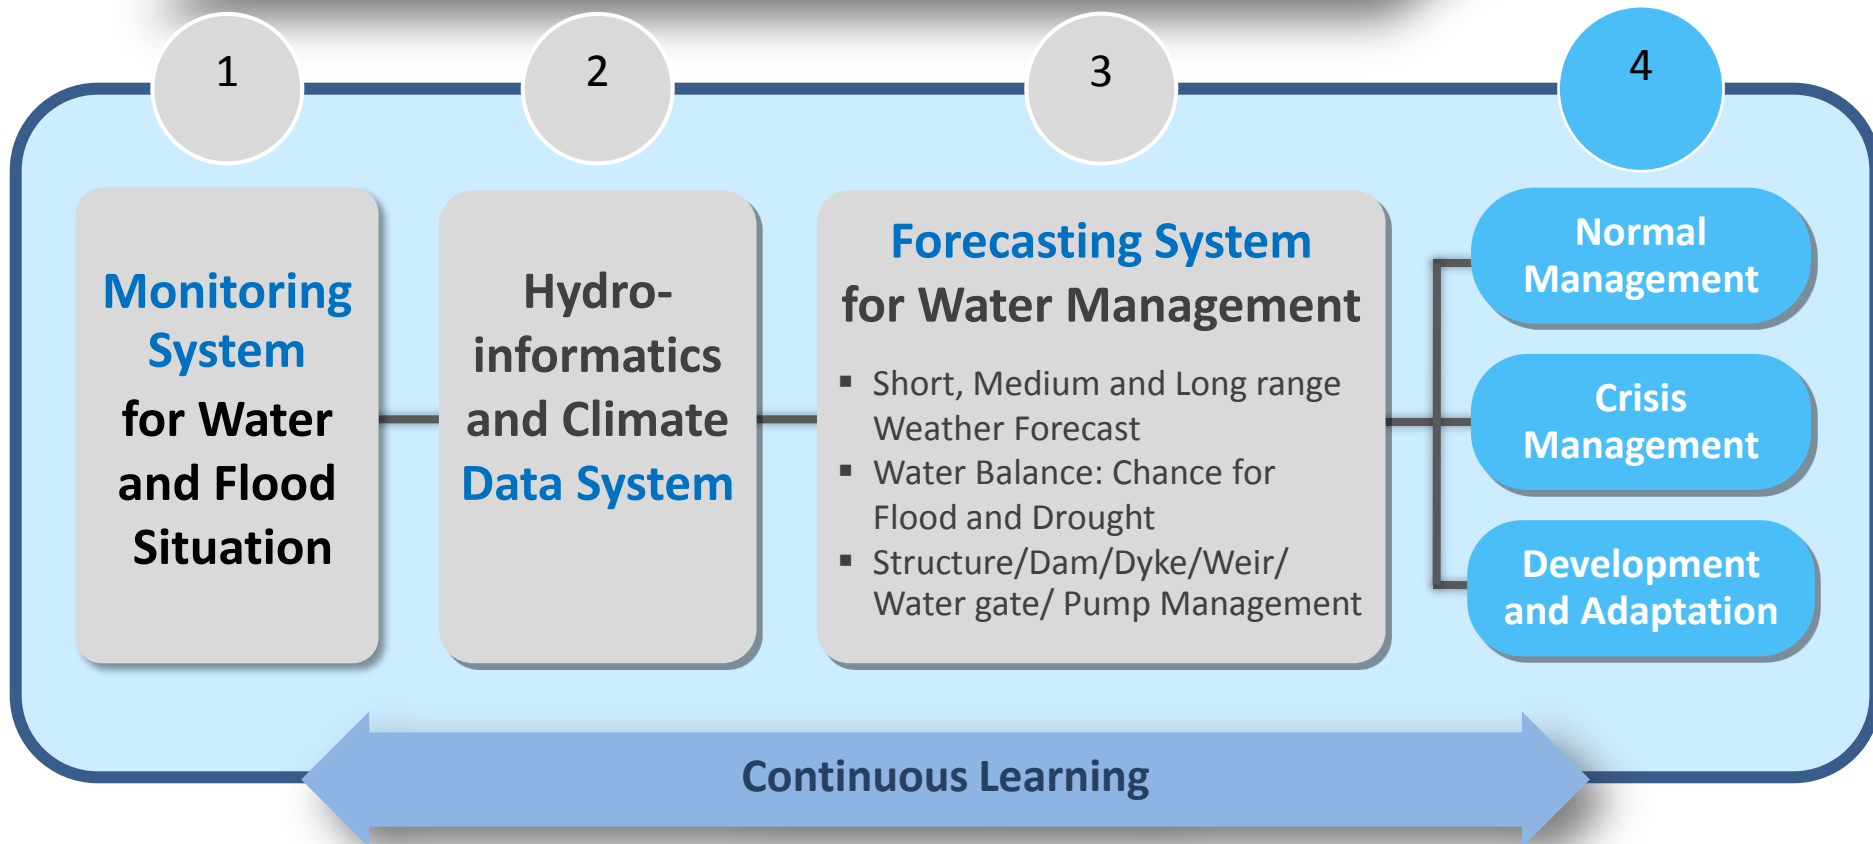 1
2
3
4
Monitoring
System
for Water
and Flood
Situation
Hydro-
informatics
and Climate
Data System
Forecasting System
for Water Management
▪ Short, Medium and Long range
Weather Forecast
▪ Water Balance: Chance for
Flood and Drought
▪ Structure/Dam/Dyke/Weir/
Water gate/ Pump Management
Normal
Management
Crisis
Management
Development
and Adaptation
Continuous Learning